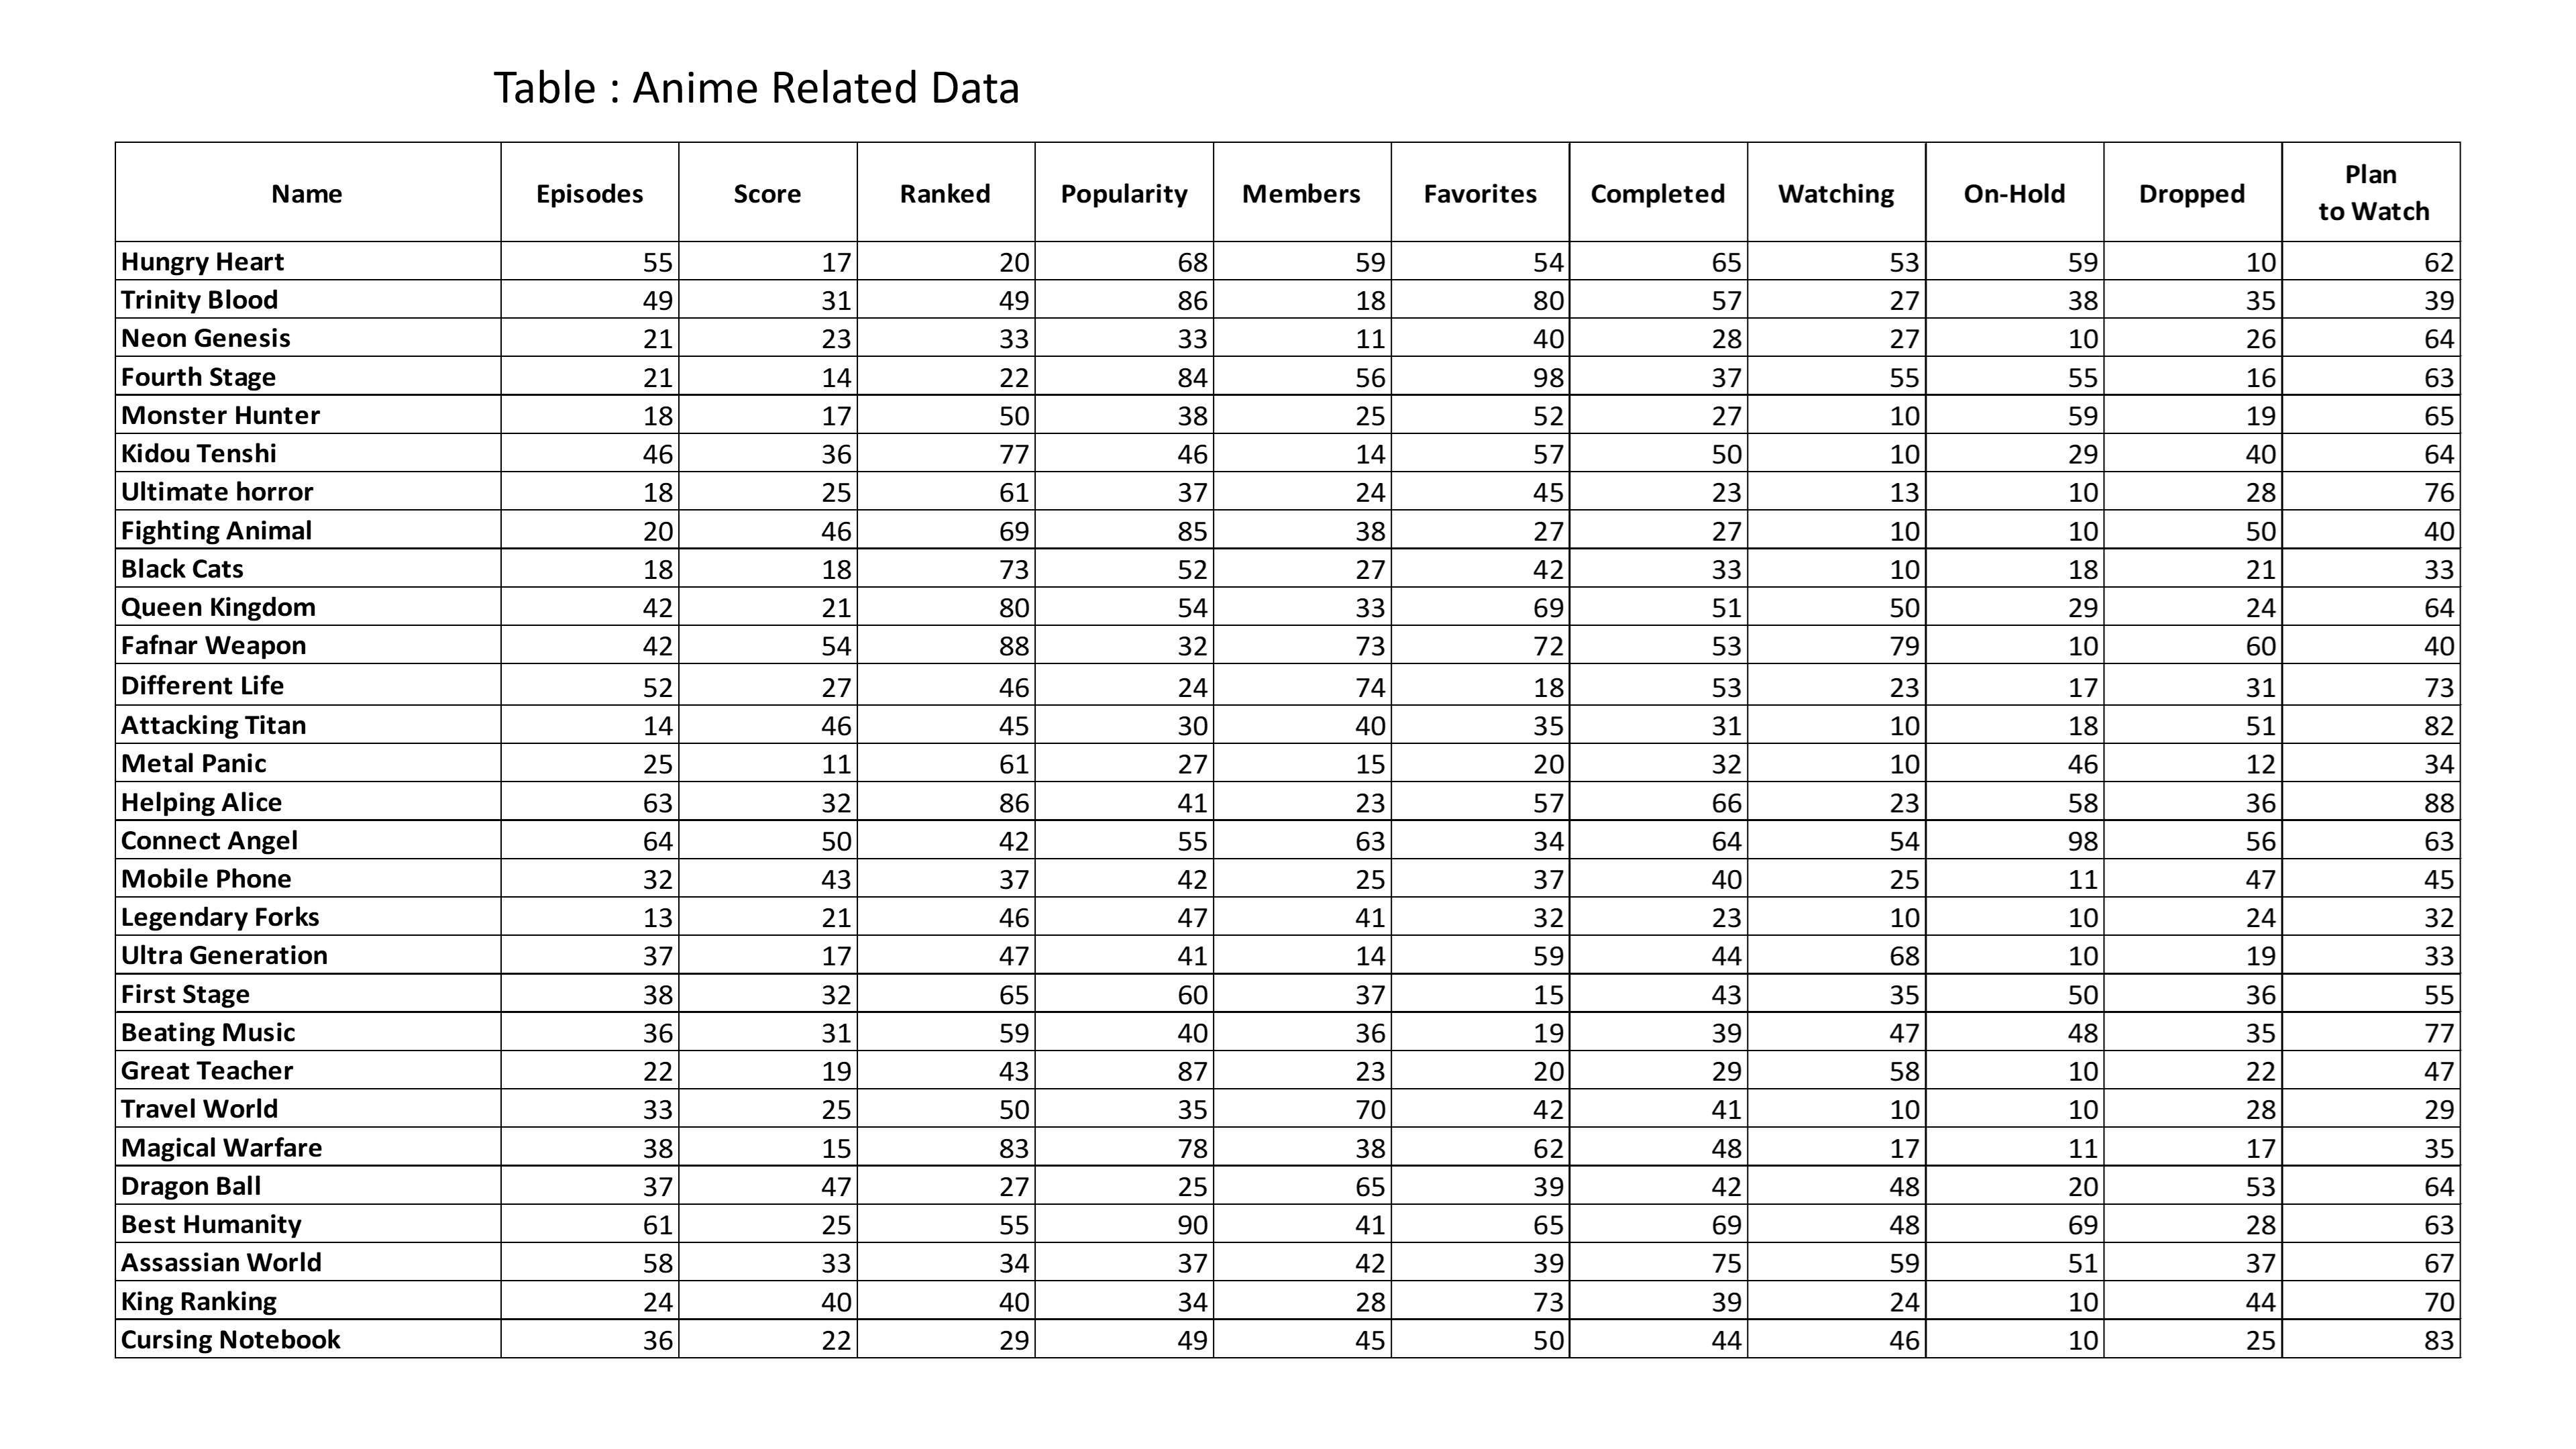 Table : Anime Related Data
Name Episodes Score Ranked Popularity Members Favorites Completed Watching On-Hold Dropped Plan to Watch
Hungry Heart 55 17 20 68 59 54 65 53 59 10 62
Trinity Blood 49 31 49 86 18 80 57 27 38 35 39
Neon Genesis 21 23 33 33 11 40 28 27 10 26 64
Fourth Stage 21 14 22 84 56 98 37 55 55 16 63
Monster Hunter 18 17 50 38 25 52 27 10 59 19 65
Kidou Tenshi 46 36 77 46 14 57 50 10 29 40 64
Ultimate horror 18 25 61 37 24 45 23 13 10 28 76
Fighting Animal 20 46 69 85 38 27 27 10 10 50 40
Black Cats 18 18 73 52 27 42 33 10 18 21 33
Queen Kingdom 42 21 80 54 33 69 51 50 29 24 64
Fafnar Weapon 42 54 88 32 73 72 53 79 10 60 40
Different Life 52 27 46 24 74 18 53 23 17 31 73
Attacking Titan 14 46 45 30 40 35 31 10 18 51 82
Metal Panic 25 11 61 27 15 20 32 10 46 12 34
Helping Alice 63 32 86 41 23 57 66 23 58 36 88
Connect Angel 64 50 42 55 63 34 64 54 98 56 63
Mobile Phone 32 43 37 42 25 37 40 25 11 47 45
Legendary Forks 13 21 46 47 41 32 23 10 10 24 32
Ultra Generation 37 17 47 41 14 59 44 68 10 19 33
First Stage 38 32 65 60 37 15 43 35 50 36 55
Beating Music 36 31 59 40 36 19 39 47 48 35 77
Great Teacher 22 19 43 87 23 20 29 58 10 22 47
Travel World 33 25 50 35 70 42 41 10 10 28 29
Magical Warfare 38 15 83 78 38 62 48 17 11 17 35
Dragon Ball 37 47 27 25 65 39 42 48 20 53 64
Best Humanity 61 25 55 90 41 65 69 48 69 28 63
Assassian World 58 33 34 37 42 39 75 59 51 37 67
King Ranking 24 40 40 34 28 73 39 24 10 44 70
Cursing Notebook 36 22 29 49 45 50 44 46 10 25 83